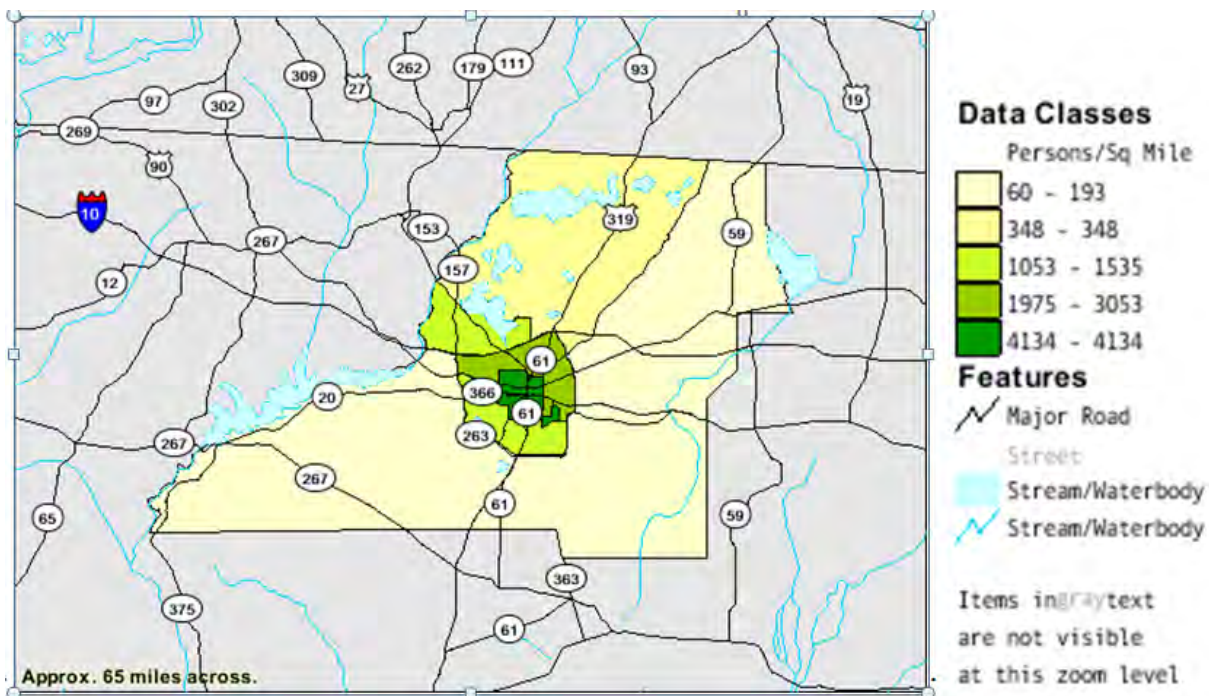 111
309
262
179
93
27
19
97
302
269
90
10
319
153
59
267
157
12
61
366
20
61
263
267
267
61
65
59
363
375
61
Approx. 65 miles across.
Data Classes
Persons/Sq Mile
60 - 193
348 - 348
1053 - 1535
1975 - 3053
4134 - 4134
Features
Major Road
Street
Stream/Waterbody
Stream/Waterbody
Items in gray text
are not visible
at this zoom level